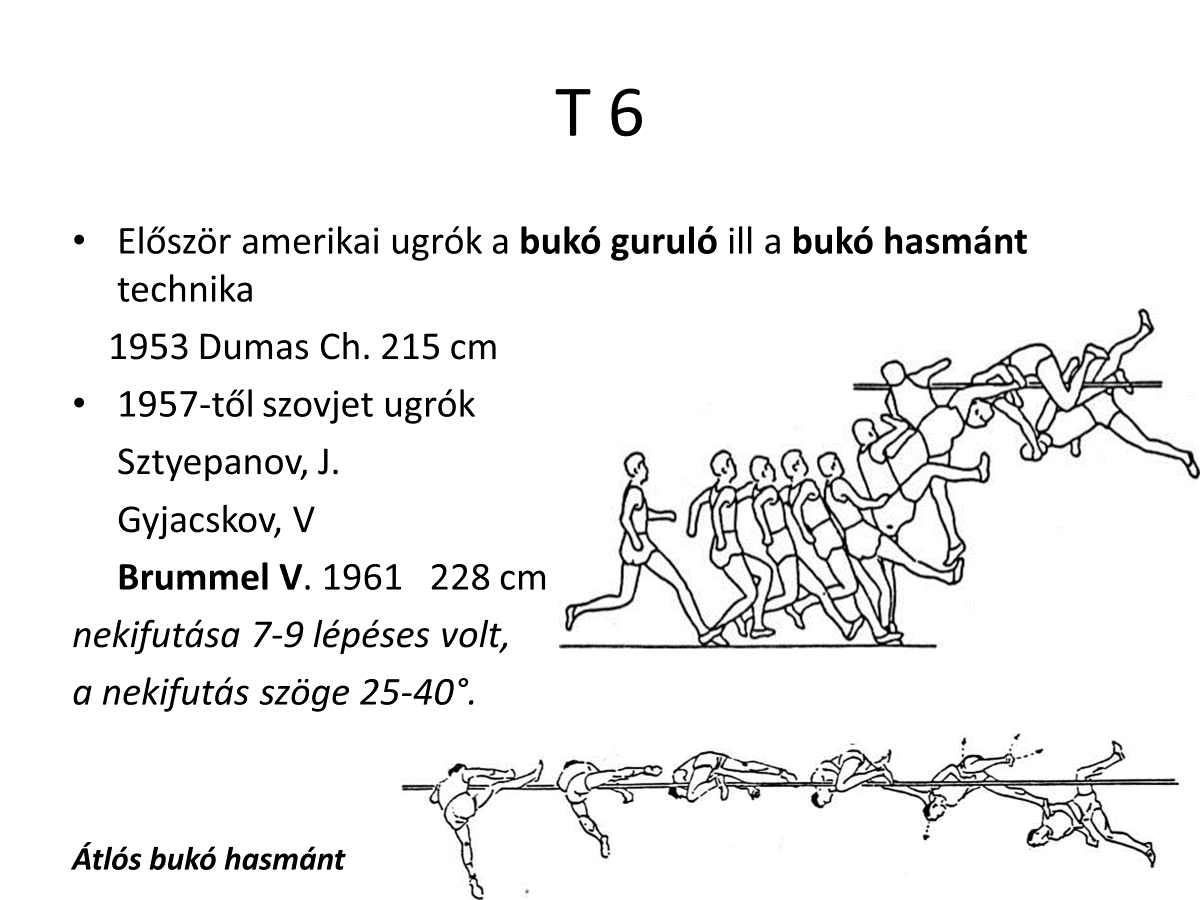 T 6
• Először amerikai ugrók a bukó guruló ill a bukó hasmánt
technika
1953 Dumas Ch. 215 cm
• 1957-től szovjet ugrók
Sztyepanov, J.
Gyjacskov, V
Brummel V. 1961 228 cm
nekifutása 7-9 lépéses volt,
a nekifutás szöge 25-40°.
Átlós bukó hasmánt